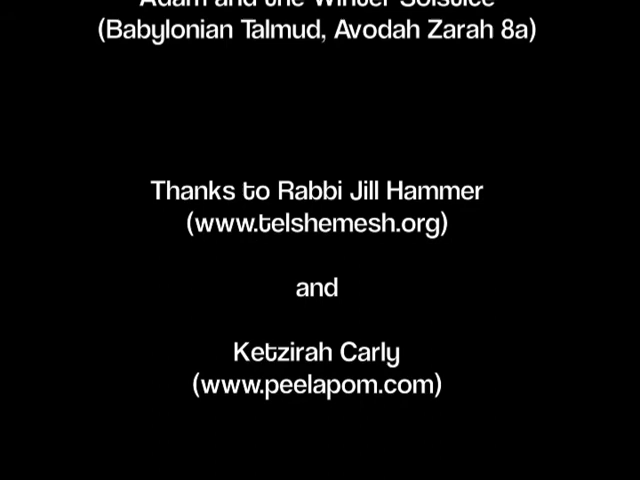 Adam and the Winter Solstice
(Babylonian Talmud, Avodah Zarah 8a)
Thanks to Rabbi Jill Hammer
(www.telshemesh.org)
and
Ketzirah Carly
(www.peelapom.com)